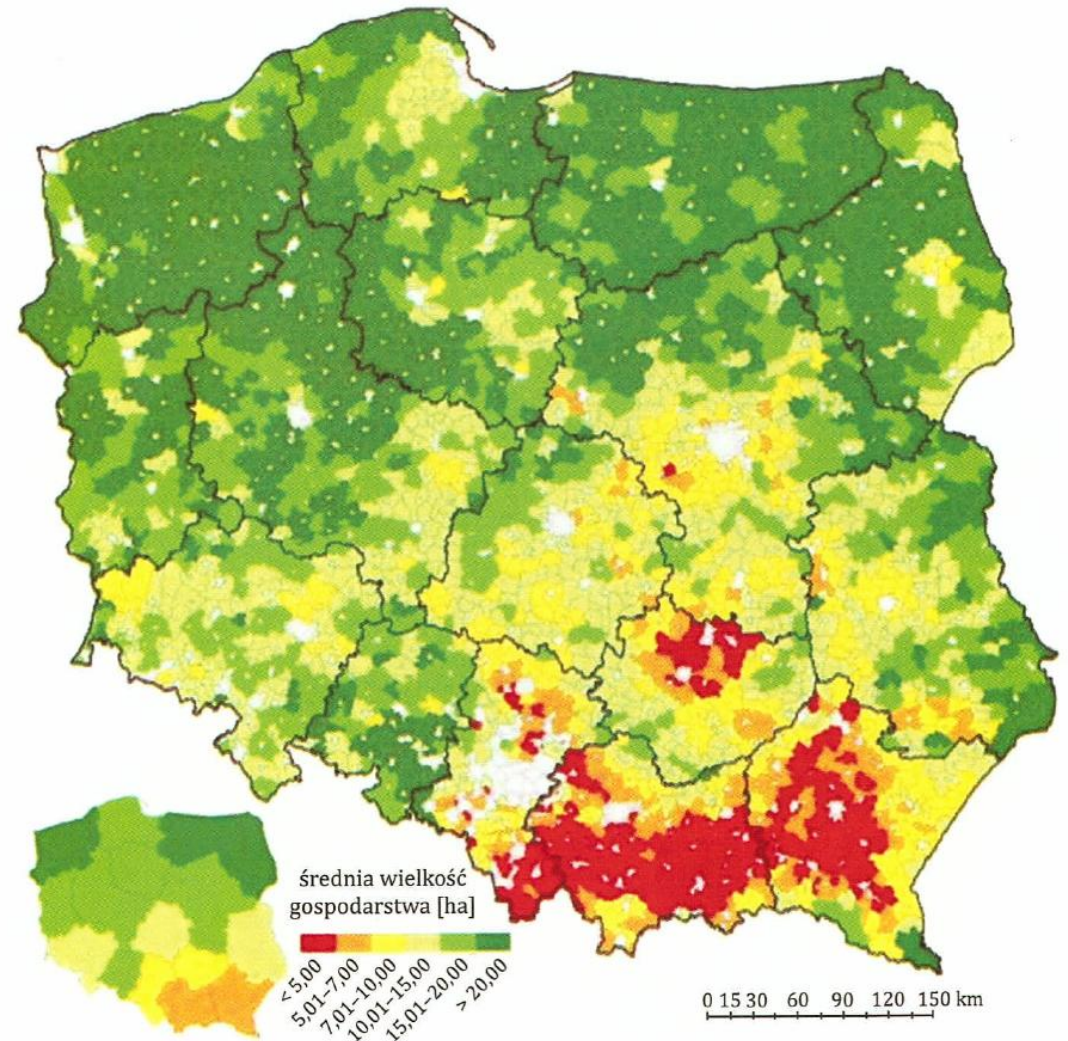 średnia wielkość
gospodarstwa [ha]
< 5,00
5,01–7,00
7,01–10,00
10,01–15,00
15,01–20,00
> 20,00
0 15 30 60 90 120 150 km